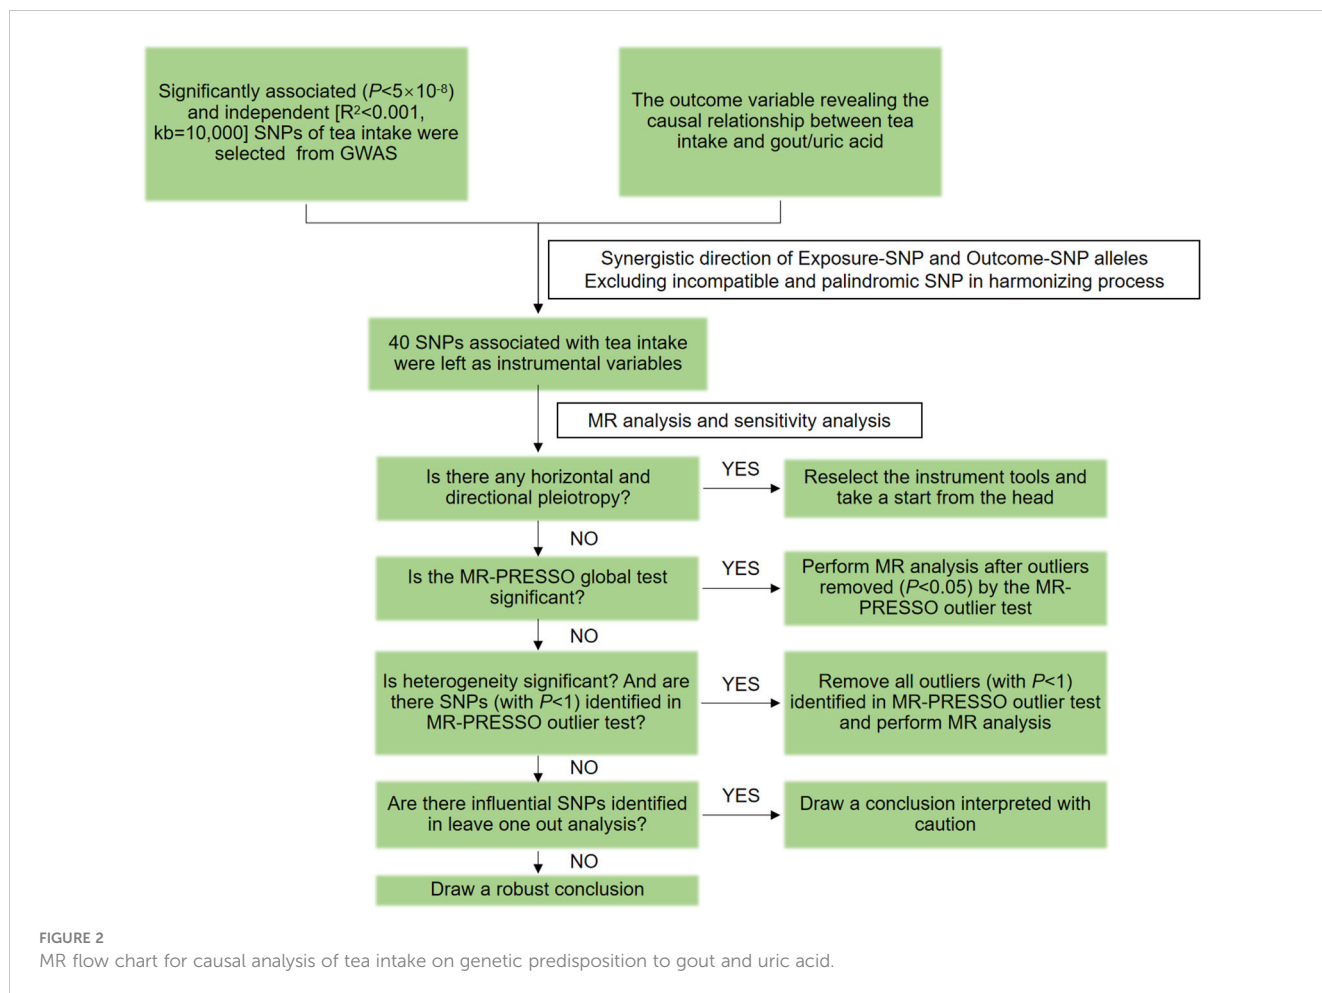 Significantly associated (P<5×10-8)
and independent [R2<0.001,
kb=10,000] SNPs of tea intake were
selected from GWAS
The outcome variable revealing the
causal relationship between tea
intake and gout/uric acid
Synergistic direction of Exposure-SNP and Outcome-SNP alleles
Excluding incompatible and palindromic SNP in harmonizing process
40 SNPs associated with tea intake
were left as instrumental variables
MR analysis and sensitivity analysis
Is there any horizontal and
directional pleiotropy?
YES
Reselect the instrument tools and
take a start from the head
NO
Is the MR-PRESSO global test
significant?
YES
Perform MR analysis after outliers
removed (P<0.05) by the MR-
PRESSO outlier test
NO
Is heterogeneity significant? And are
there SNPs (with P<1) identified in
MR-PRESSO outlier test?
YES
Remove all outliers (with P<1)
identified in MR-PRESSO outlier test
and perform MR analysis
NO
Are there influential SNPs identified
in leave one out analysis?
YES
Draw a conclusion interpreted with
caution
NO
Draw a robust conclusion
FIGURE 2
MR flow chart for causal analysis of tea intake on genetic predisposition to gout and uric acid.